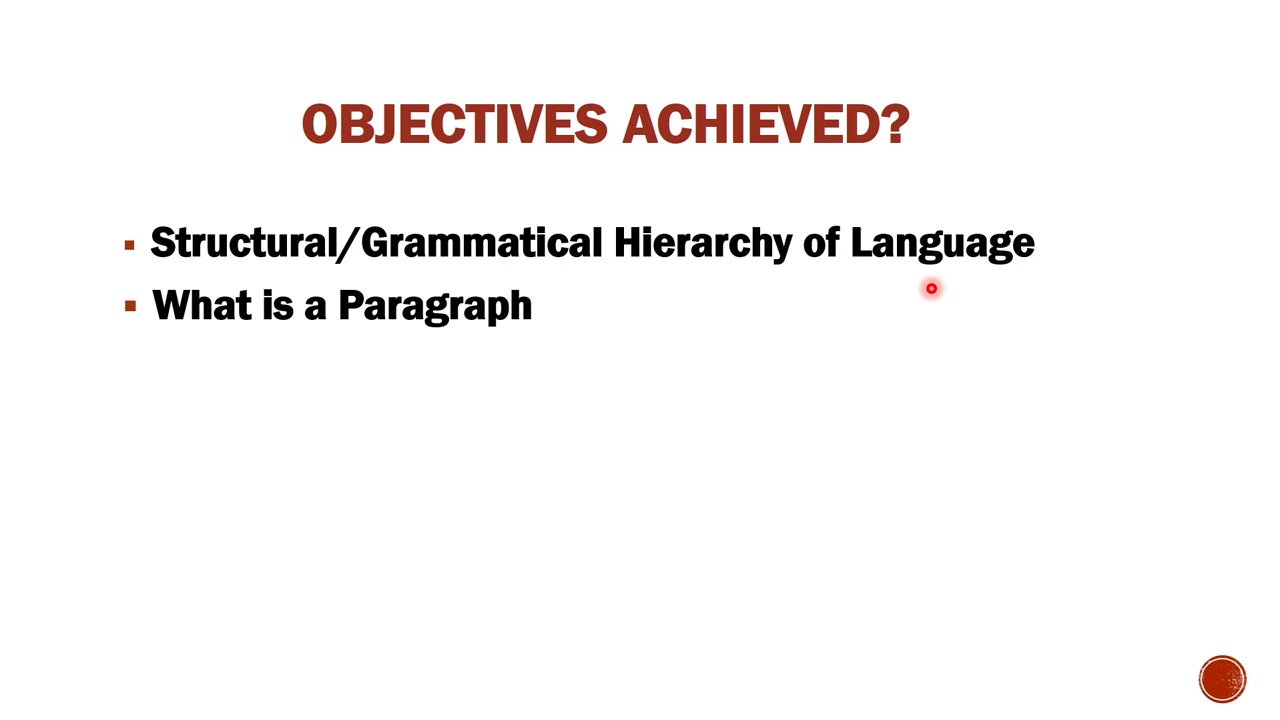 OBJECTIVES ACHIEVED?
Structural/Grammatical Hierarchy of Language
What is a Paragraph